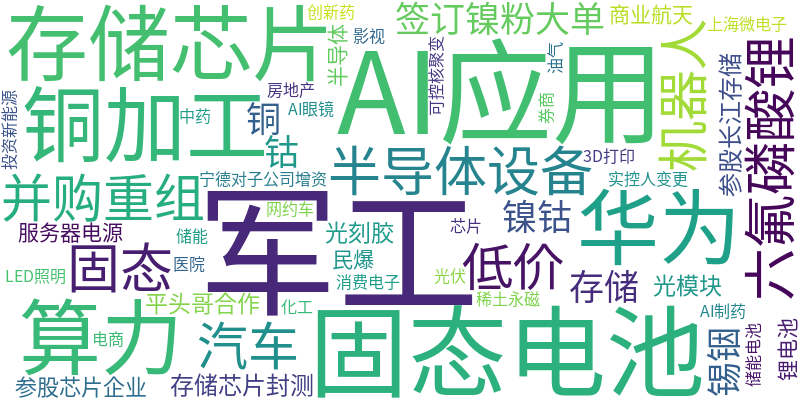 存储芯片
创新药
影视
签订镍粉大单
商业航天
上海微电子
半导体
AI应用
可控核聚变
油气
券商
机器人
六氟磷酸锂
参股长江存储
投资新能源
铜加工
中药
房地产
AI眼镜
铜
钴
半导体设备
3D打印
并购重组
宁德对子公司增资
实控人变更
军工
网约车
镍钴
芯片
华为
服务器电源
储能
光刻胶
固态
医院
民爆
低价
LED照明
消费电子
光伏
存储
光模块
平头哥合作
化工
稀土永磁
AI制药
算力
电商
汽车
固态电池
锡铟
储能电池
锂电池
参股芯片企业
存储芯片封测